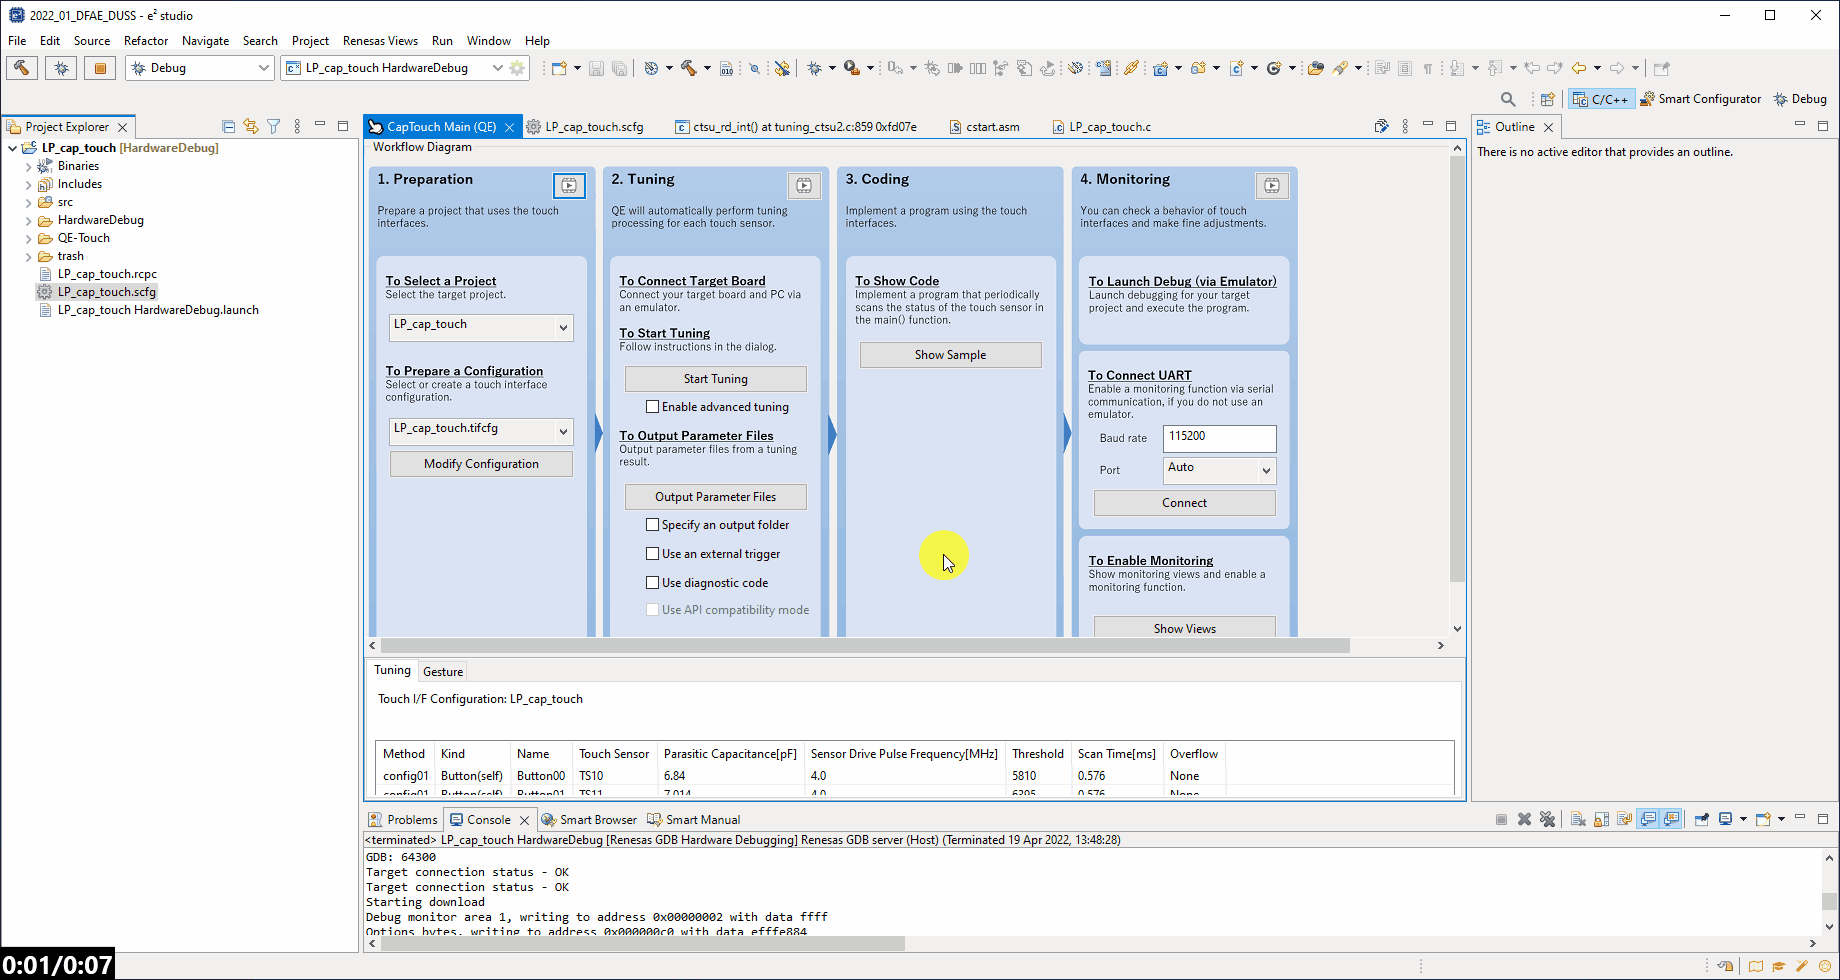 2022_01_DFAE_DUSS - e² studio
File Edit Source Refactor Navigate Search Project Renesas Views Run Window Help
Debug LP_cap_touch HardwareDebug
C/C++ Smart Configurator Debug
Project Explorer
LP_cap_touch [HardwareDebug]
Binaries
Includes
src
HardwareDebug
QE-Touch
trash
LP_cap_touch.rcpc
LP_cap_touch.scfg
LP_cap_touch HardwareDebug.launch
CapTouch Main (QE) LP_cap_touch.scfg ctsu_rd_int() at tuning_ctsu2.c:859 0xfd07e cstart.asm LP_cap_touch.c
Workflow Diagram
1. Preparation
Prepare a project that uses the touch
interfaces.
To Select a Project
Select the target project.
LP_cap_touch
To Prepare a Configuration
Select or create a touch interface
configuration.
LP_cap_touch.tifcfg
Modify Configuration
2. Tuning
QE will automatically perform tuning
processing for each touch sensor.
To Connect Target Board
Connect your target board and PC via
an emulator.
To Start Tuning
Follow instructions in the dialog.
Start Tuning
Enable advanced tuning
To Output Parameter Files
Output parameter files from a tuning
result.
Output Parameter Files
Specify an output folder
Use an external trigger
Use diagnostic code
Use API compatibility mode
3. Coding
Implement a program using the touch
interfaces.
To Show Code
Implement a program that periodically
scans the status of the touch sensor in
the main() function.
Show Sample
4. Monitoring
You can check a behavior of touch
interfaces and make fine adjustments.
To Launch Debug (via Emulator)
Launch debugging for your target
project and execute the program.
To Connect UART
Enable a monitoring function via serial
communication, if you do not use an
emulator.
Baud rate 115200
Port Auto
Connect
To Enable Monitoring
Show monitoring views and enable a
monitoring function.
Show Views
Outline
There is no active editor that provides an outline.
Tuning Gesture
Touch I/F Configuration: LP_cap_touch
Method Kind Name Touch Sensor Parasitic Capacitance[pF] Sensor Drive Pulse Frequency[MHz] Threshold Scan Time[ms] Overflow
config01 Button(self) Button00 TS10 6.84 4.0 5810 0.576 None
config01 Button(self) Button01 TS11 7.014 4.0 6395 0.576 None
Problems Console Smart Browser Smart Manual
<terminated> LP_cap_touch HardwareDebug [Renesas GDB Hardware Debugging] Renesas GDB server (Host) (Terminated 19 Apr 2022, 13:48:28)
GDB: 64300
Target connection status - OK
Target connection status - OK
Starting download
Debug monitor area 1, writing to address 0x00000002 with data ffff
Options bytes, writing to address 0x000000c0 with data efffe884
0:01/0:07